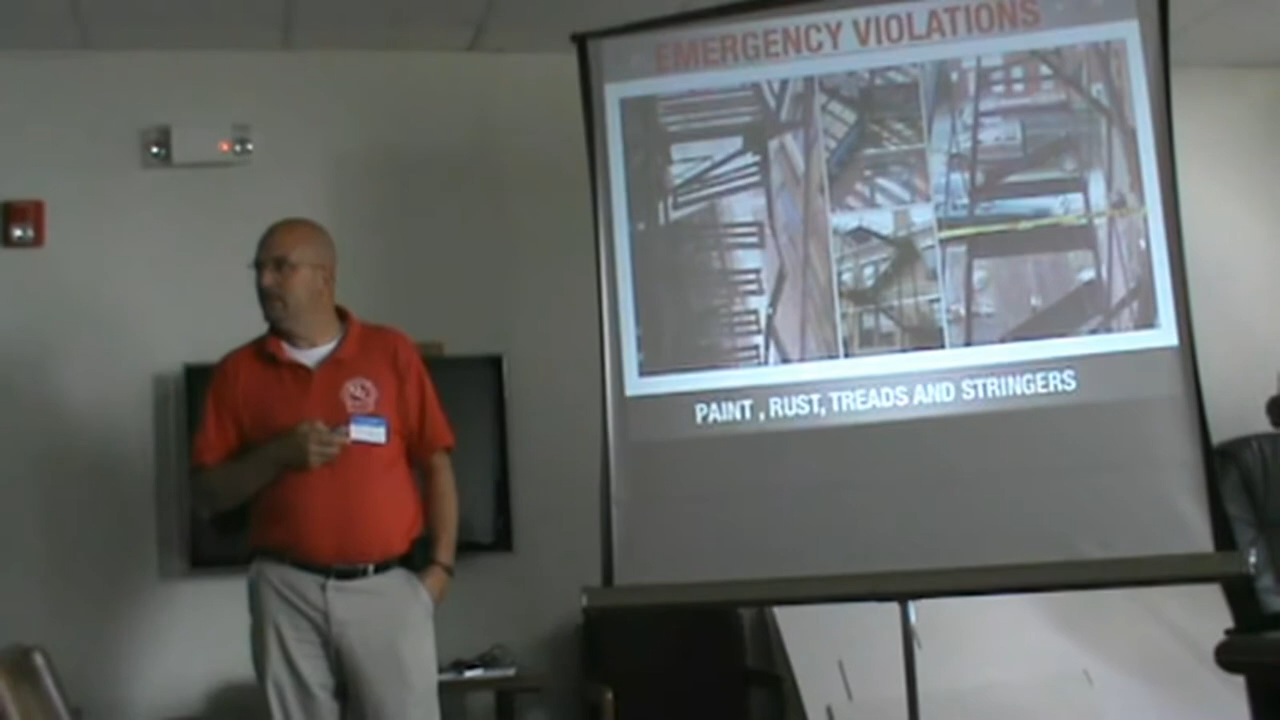 EMERGENCY VIOLATIONS
PAINT , RUST, TREADS AND STRINGERS